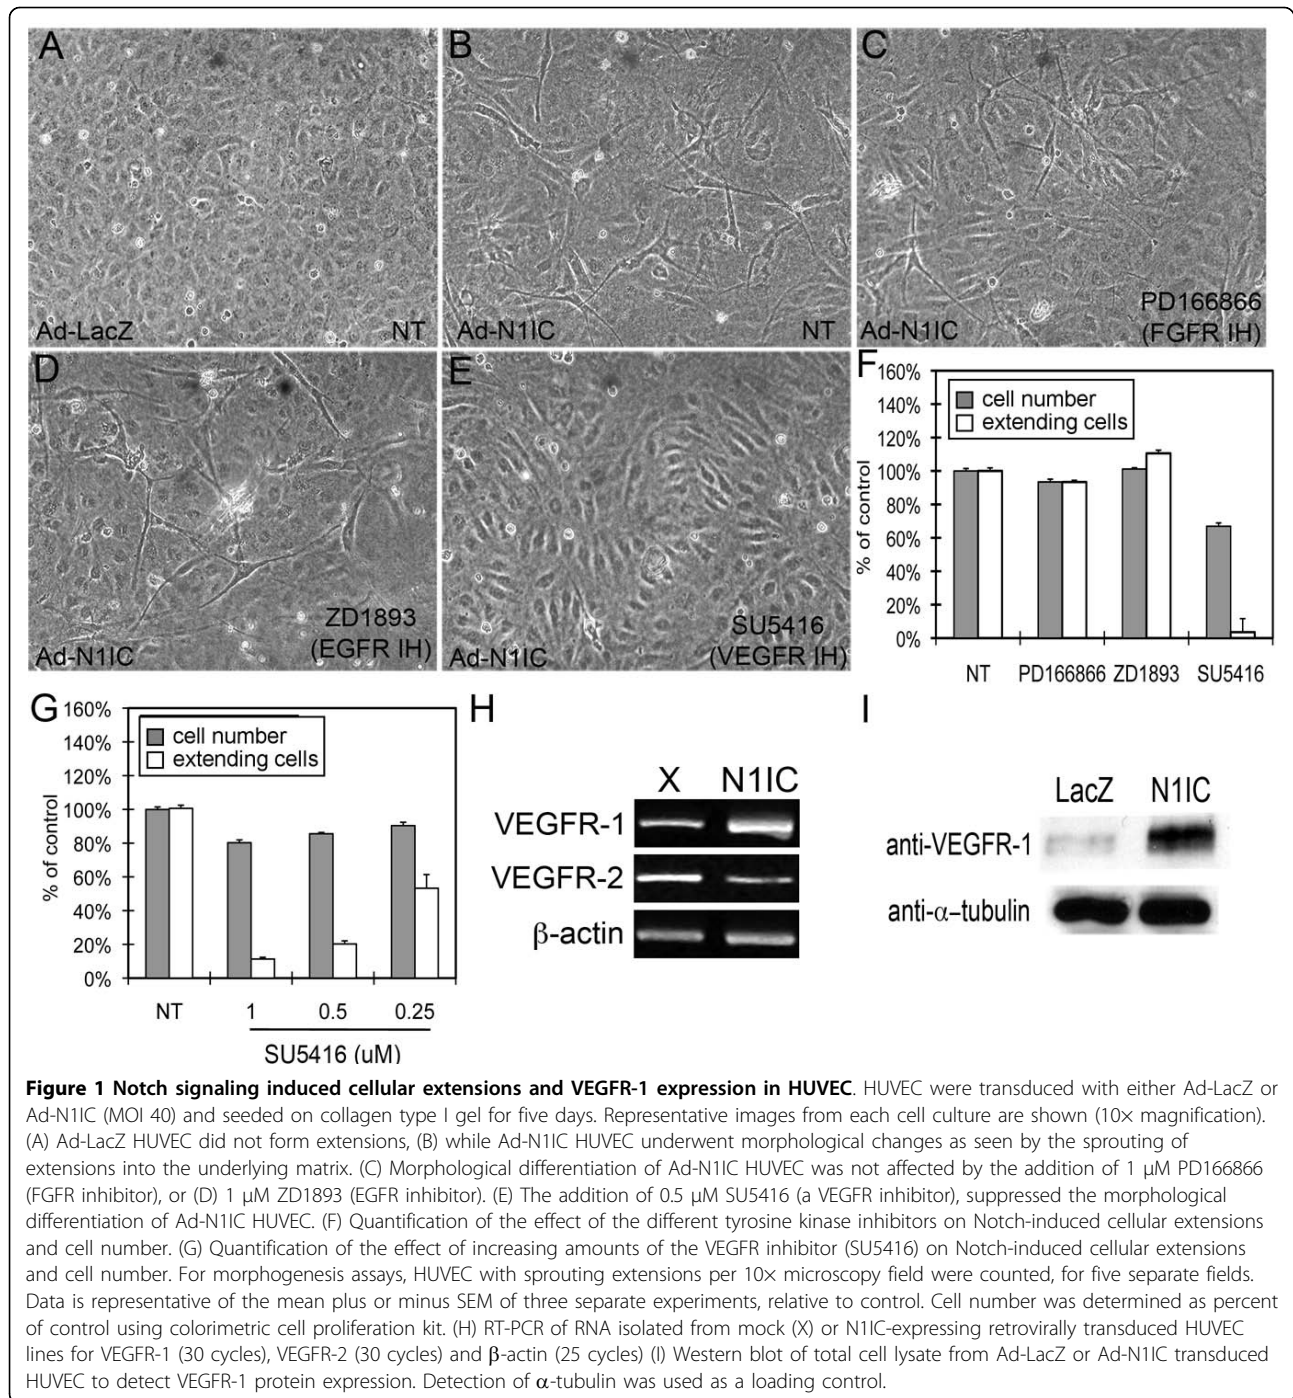 A
Ad-LacZ
NT
B
Ad-N1IC
NT
C
PD166866
(FGFR IH)
Ad-N1IC
D
ZD1893
(EGFR IH)
Ad-N1IC
E
SU5416
(VEGFR IH)
Ad-N1IC
F
160%
140%
120%
100%
80%
60%
40%
20%
0%
% of control
cell number
extending cells
NT PD166866 ZD1893 SU5416
G
160%
140%
120%
100%
80%
60%
40%
20%
0%
% of control
cell number
extending cells
NT 1 0.5 0.25
SU5416 (uM)
H
X N1IC
VEGFR-1
VEGFR-2
β-actin
I
LacZ N1IC
anti-VEGFR-1
anti-α–tubulin
Figure 1 Notch signaling induced cellular extensions and VEGFR-1 expression in HUVEC. HUVEC were transduced with either Ad-LacZ or
Ad-N1IC (MOI 40) and seeded on collagen type I gel for five days. Representative images from each cell culture are shown (10× magnification).
(A) Ad-LacZ HUVEC did not form extensions, (B) while Ad-N1IC HUVEC underwent morphological changes as seen by the sprouting of
extensions into the underlying matrix. (C) Morphological differentiation of Ad-N1IC HUVEC was not affected by the addition of 1 μM PD166866
(FGFR inhibitor), or (D) 1 μM ZD1893 (EGFR inhibitor). (E) The addition of 0.5 μM SU5416 (a VEGFR inhibitor), suppressed the morphological
differentiation of Ad-N1IC HUVEC. (F) Quantification of the effect of the different tyrosine kinase inhibitors on Notch-induced cellular extensions
and cell number. (G) Quantification of the effect of increasing amounts of the VEGFR inhibitor (SU5416) on Notch-induced cellular extensions
and cell number. For morphogenesis assays, HUVEC with sprouting extensions per 10× microscopy field were counted, for five separate fields.
Data is representative of the mean plus or minus SEM of three separate experiments, relative to control. Cell number was determined as percent
of control using colorimetric cell proliferation kit. (H) RT-PCR of RNA isolated from mock (X) or N1IC-expressing retrovirally transduced HUVEC
lines for VEGFR-1 (30 cycles), VEGFR-2 (30 cycles) and β-actin (25 cycles) (I) Western blot of total cell lysate from Ad-LacZ or Ad-N1IC transduced
HUVEC to detect VEGFR-1 protein expression. Detection of α-tubulin was used as a loading control.